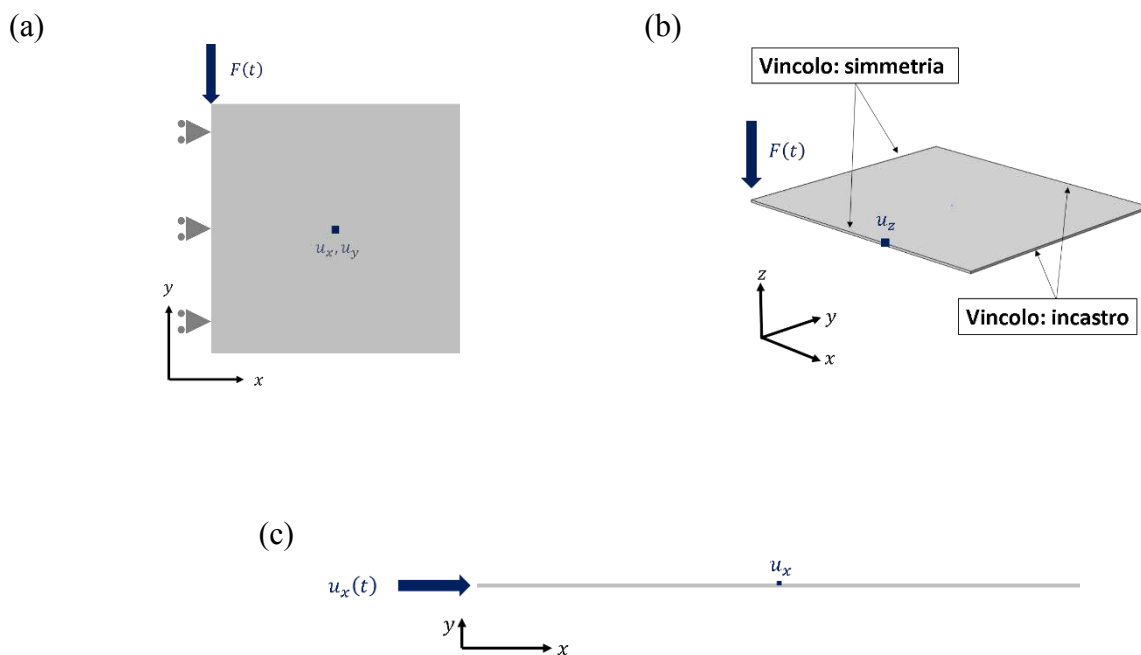 (a)
F(t)
u_x, u_y
y
x
(b)
Vincolo: simmetria
F(t)
u_z
z
y
x
Vincolo: incastro
(c)
u_x(t)
u_x
y
x